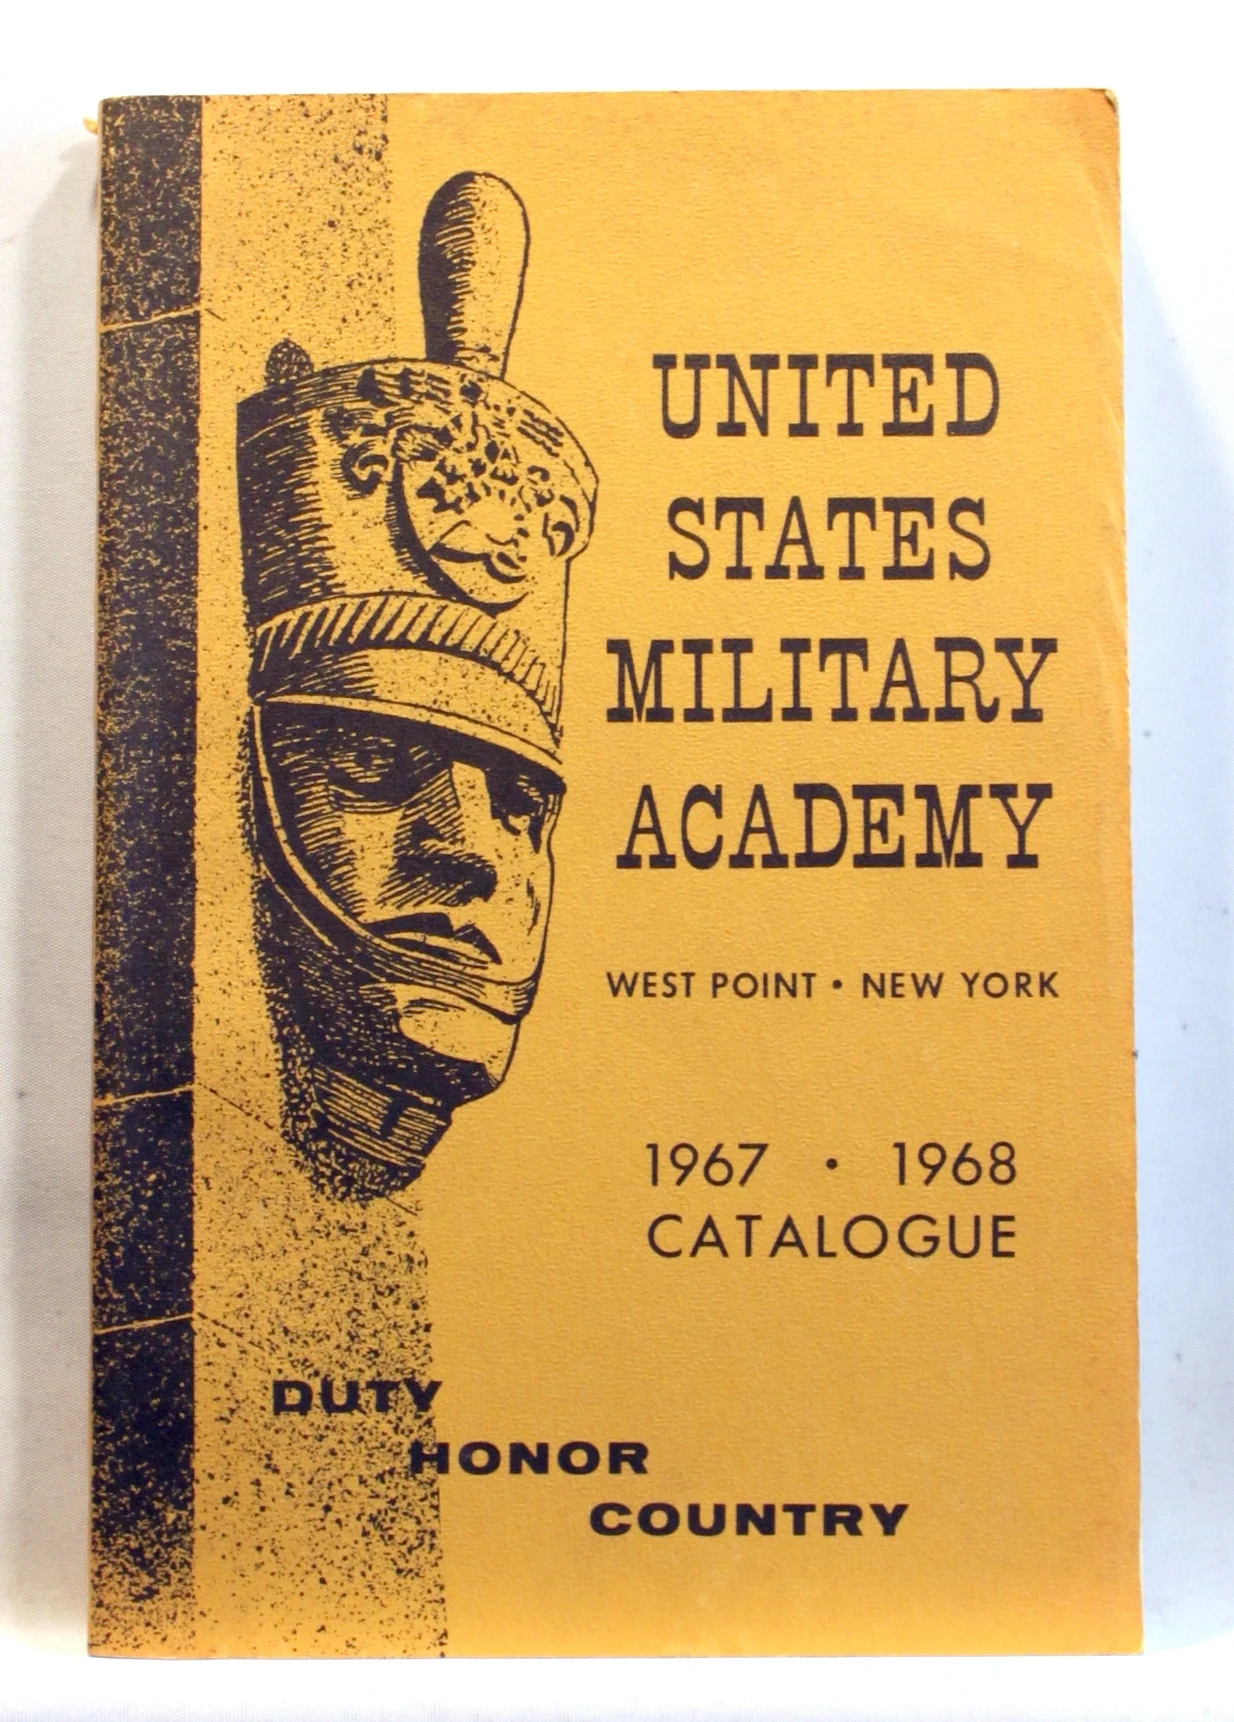 UNITED
STATES
MILITARY
ACADEMY
WEST POINT • NEW YORK
1967 • 1968
CATALOGUE
DUTY
HONOR
COUNTRY